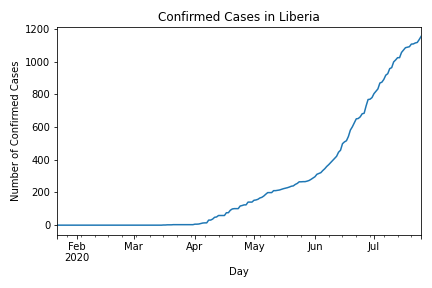 Confirmed Cases in Liberia
Number of Confirmed Cases
1200
1000
800
600
400
200
0
Feb Mar Apr May Jun Jul
2020
Day